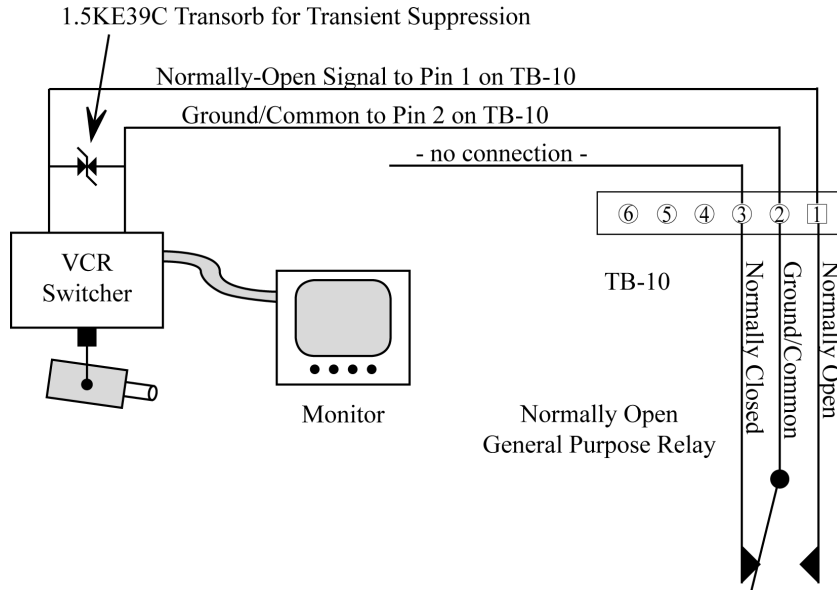 1.5KE39C Transorb for Transient Suppression
Normally-Open Signal to Pin 1 on TB-10
Ground/Common to Pin 2 on TB-10
- no connection -
6 5 4 3 2 1
VCR
Switcher
TB-10
Normally Closed
Ground/Common
Normally Open
Monitor
Normally Open
General Purpose Relay